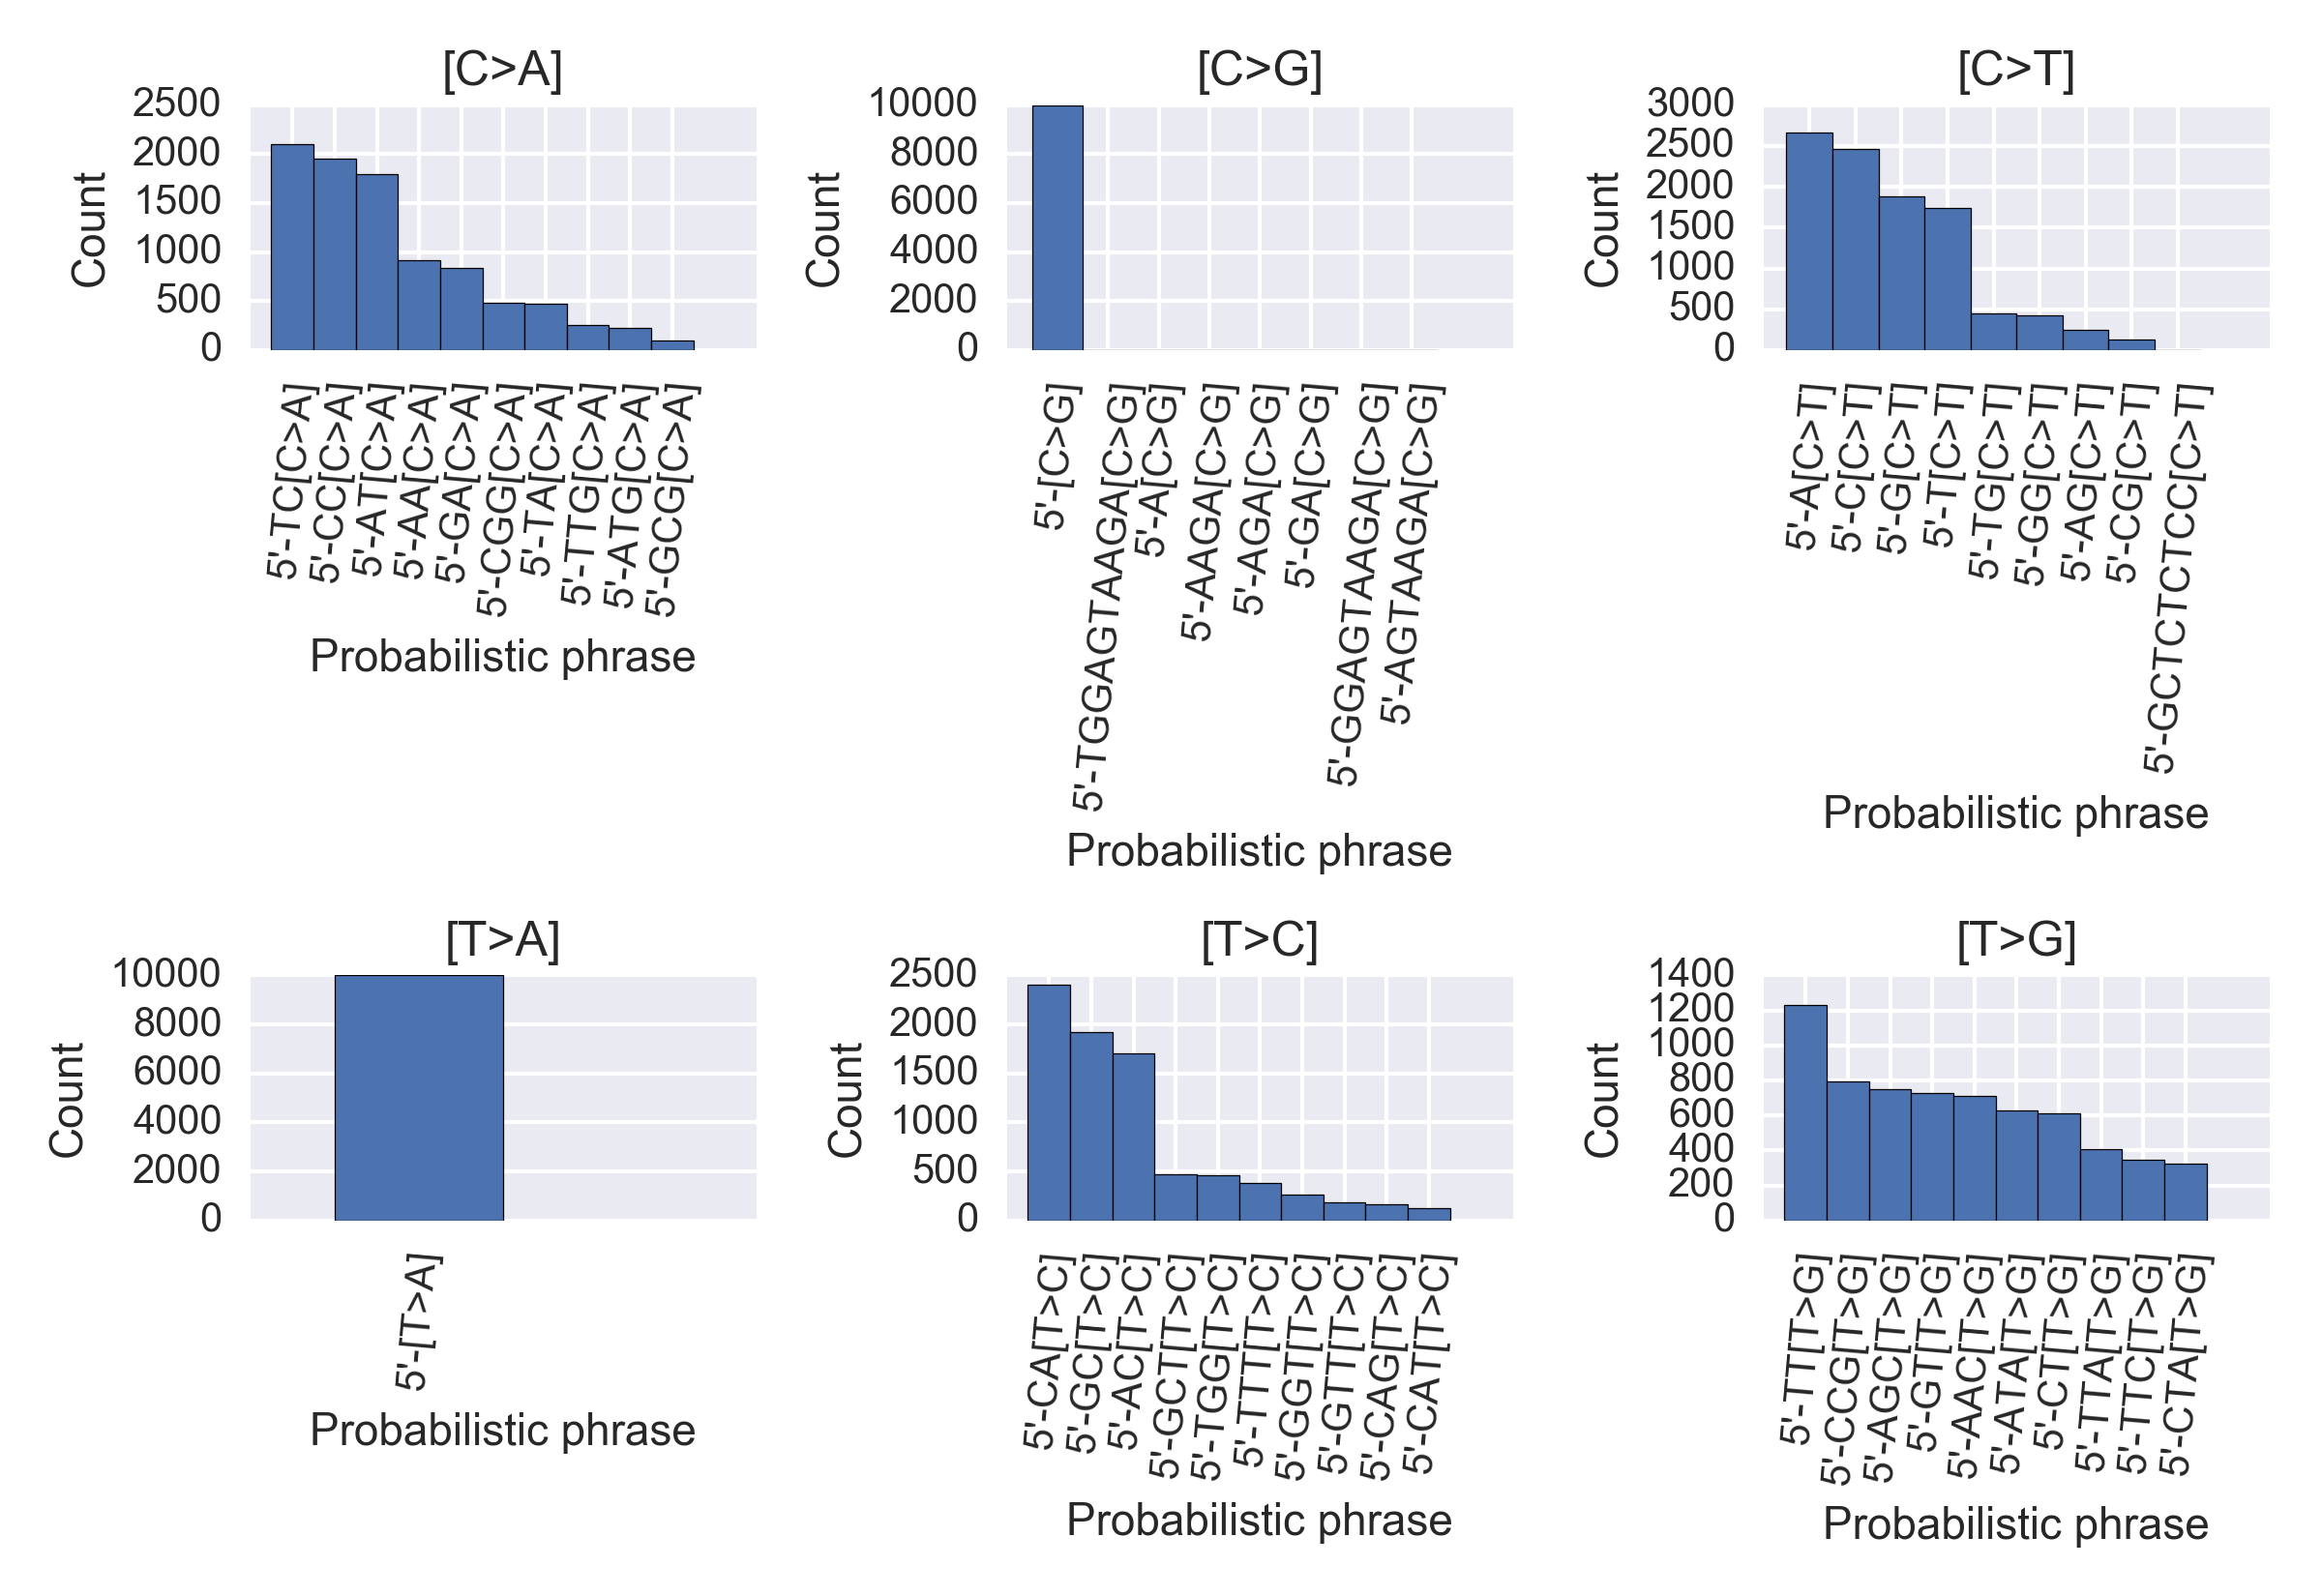 [C>A]
2500
2000
1500
1000
500
0
Count
5'-TC[C>A]
5'-CC[C>A]
5'-AT[C>A]
5'-AA[C>A]
5'-GA[C>A]
5'-CGG[C>A]
5'-TA[C>A]
5'-TTG[C>A]
5'-ATG[C>A]
5'-GCG[C>A]
Probabilistic phrase
[C>G]
10000
8000
6000
4000
2000
0
Count
5'-[C>G]
5'-TGGAGTAAGA[C>G]
5'-A[C>G]
5'-AAGA[C>G]
5'-AGA[C>G]
5'-GA[C>G]
5'-GGAGTAAGA[C>G]
5'-AGTAAGA[C>G]
Probabilistic phrase
[C>T]
3000
2500
2000
1500
1000
500
0
Count
5'-A[C>T]
5'-C[C>T]
5'-G[C>T]
5'-T[C>T]
5'-TG[C>T]
5'-GG[C>T]
5'-AG[C>T]
5'-CG[C>T]
5'-GCTCTCTCC[C>T]
Probabilistic phrase
[T>A]
10000
8000
6000
4000
2000
0
Count
5'-[T>A]
Probabilistic phrase
[T>C]
2500
2000
1500
1000
500
0
Count
5'-CA[T>C]
5'-GC[T>C]
5'-AC[T>C]
5'-GCT[T>C]
5'-TGG[T>C]
5'-TTT[T>C]
5'-GGT[T>C]
5'-GTT[T>C]
5'-CAG[T>C]
5'-CAT[T>C]
Probabilistic phrase
[T>G]
1400
1200
1000
800
600
400
200
0
Count
5'-TT[T>G]
5'-CCG[T>G]
5'-AGC[T>G]
5'-GT[T>G]
5'-AAC[T>G]
5'-ATA[T>G]
5'-CT[T>G]
5'-TTA[T>G]
5'-TTC[T>G]
5'-CTA[T>G]
Probabilistic phrase